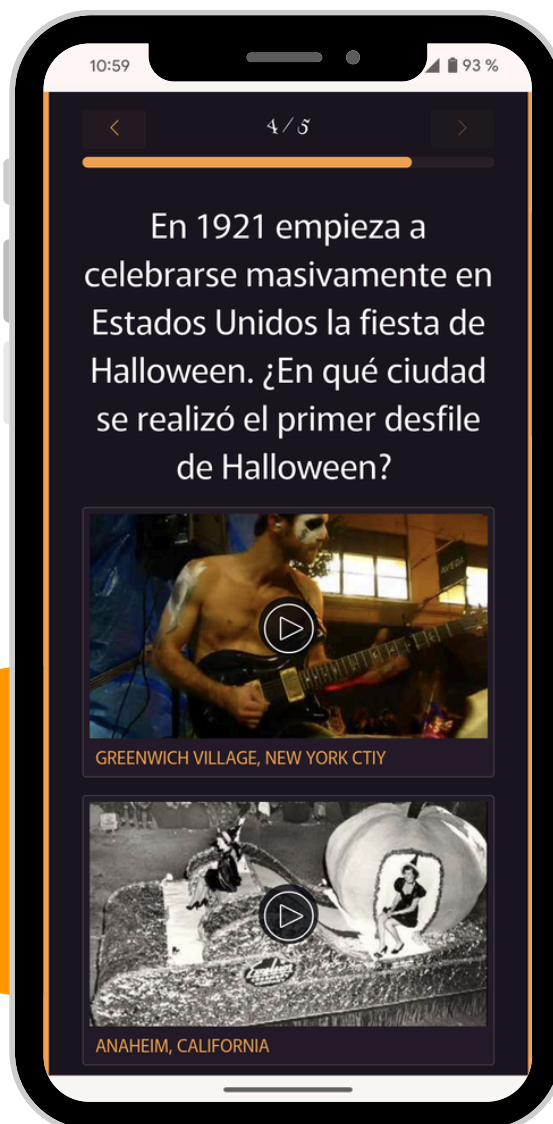 10:59
93 %
4/5
En 1921 empieza a
celebrarse masivamente en
Estados Unidos la fiesta de
Halloween. ¿En qué ciudad
se realizó el primer desfile
de Halloween?
AVEDA
GREENWICH VILLAGE, NEW YORK CTIY
ANAHEIM, CALIFORNIA